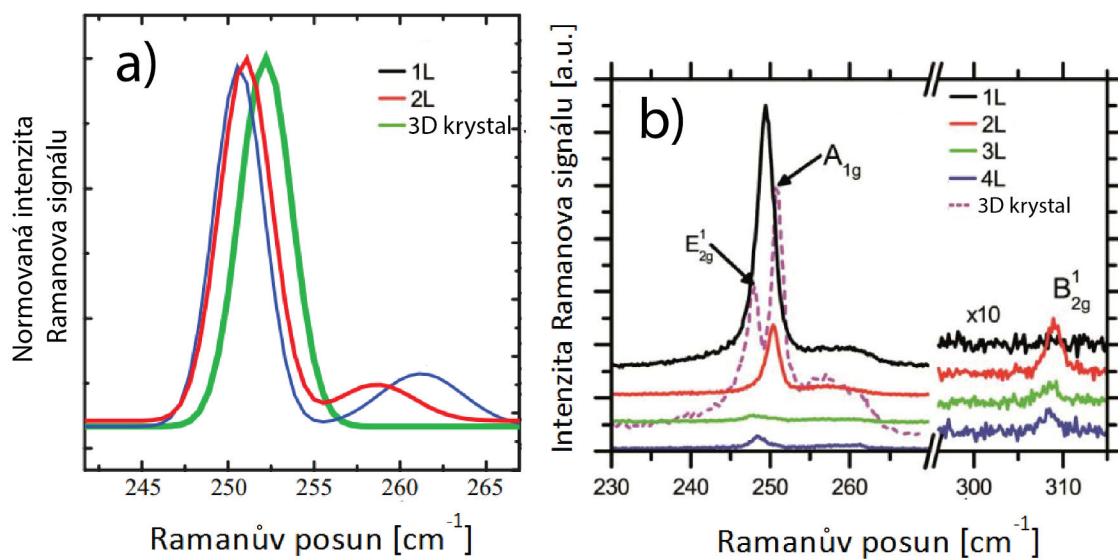 a)
1L
2L
3D krystal
Normovaná intenzita
Ramanova signálu
245 250 255 260 265
Ramanův posun [cm⁻¹]
b)
1L
2L
3L
4L
3D krystal
A1g
E¹2g
B¹2g
x10
Intenzita Ramanova signálu [a.u.]
230 240 250 260 300 310
Ramanův posun [cm⁻¹]